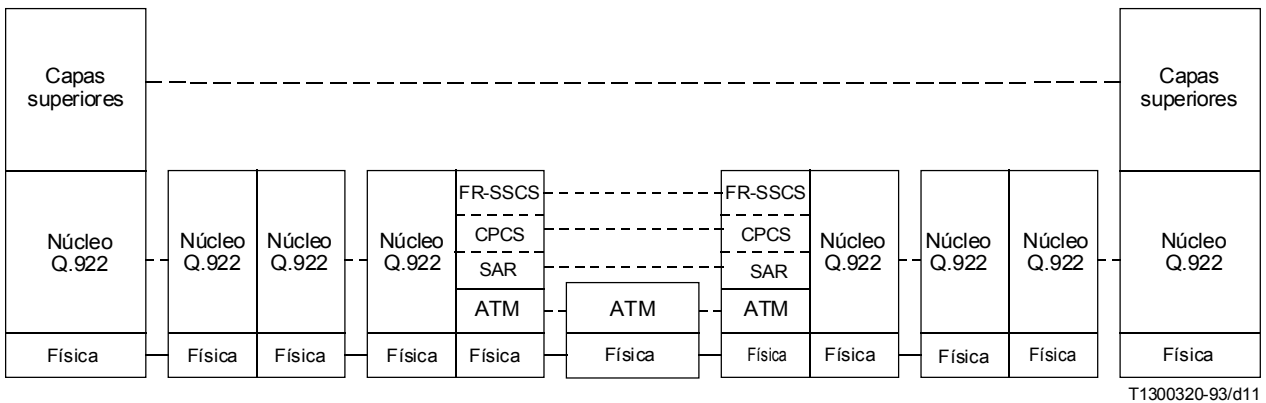 Capas
superiores
Capas
superiores
Núcleo
Q.922
Núcleo
Q.922
Núcleo
Q.922
Núcleo
Q.922
FR-SSCS
CPCS
SAR
ATM
ATM
FR-SSCS
CPCS
SAR
ATM
Núcleo
Q.922
Núcleo
Q.922
Núcleo
Q.922
Núcleo
Q.922
Física
Física
Física
Física
Física
Física
Física
Física
Física
Física
Física
T1300320-93/d11